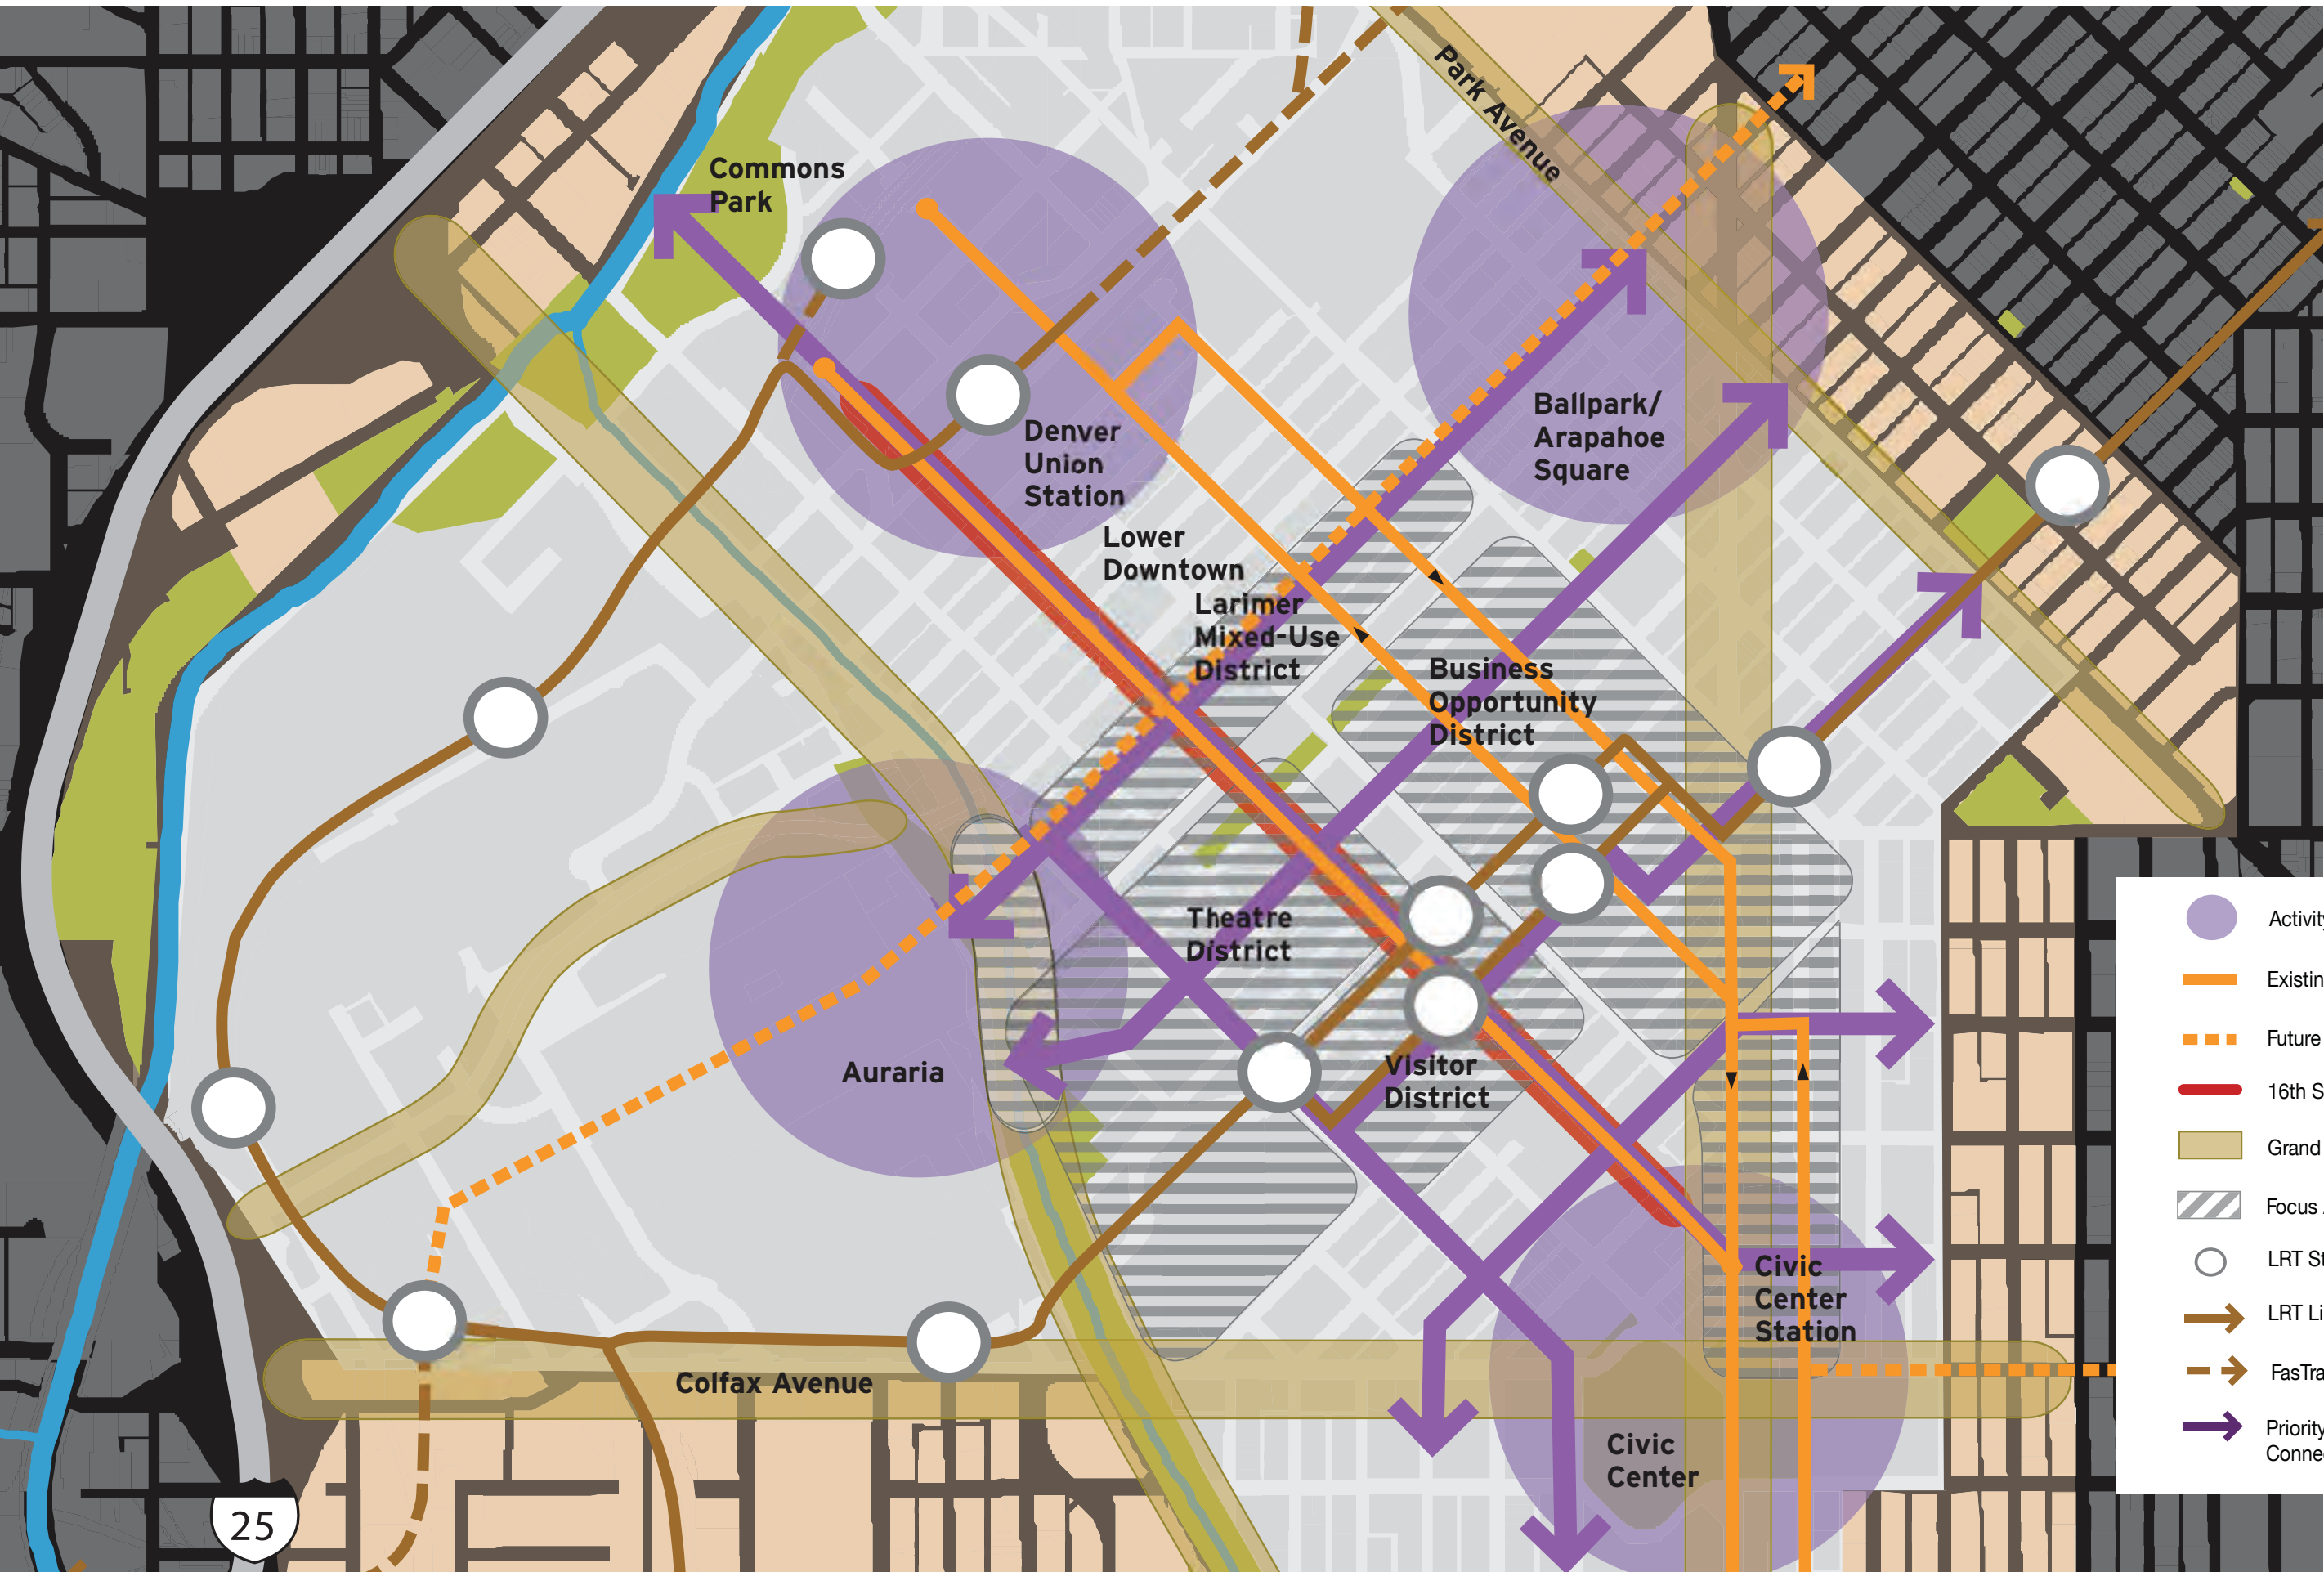 Park Avenue
Commons
Park
Denver
Union
Station
Ballpark/
Arapahoe
Square
Lower
Downtown
Larimer
Mixed-Use
District
Business
Opportunity
District
Theatre
District
Auraria
Visitor
District
Civic
Center
Station
Colfax Avenue
Civic
Center
25
Existin
Future
16th S
Grand
Focus
LRT St
LRT Li
FasTra
Priority
Conne